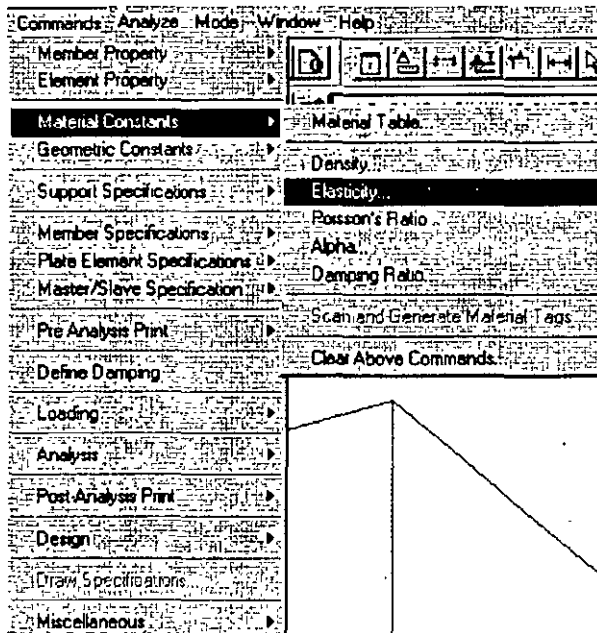 Commands Analyze Mode Window Help
Member Property
Element Property
Material Constants
Geometric Constants
Support Specifications
Member Specifications
Plate Element Specifications
Master/Slave Specification
Pre Analysis Print
Define Damping
Loading
Analysis
Post-Analysis Print
Design
Draw Specifications
Miscellaneous
Material Table...
Density...
Elasticity...
Poisson's Ratio...
Alpha...
Damping Ratio...
Scan and Generate Material Tags
Clear Above Commands...